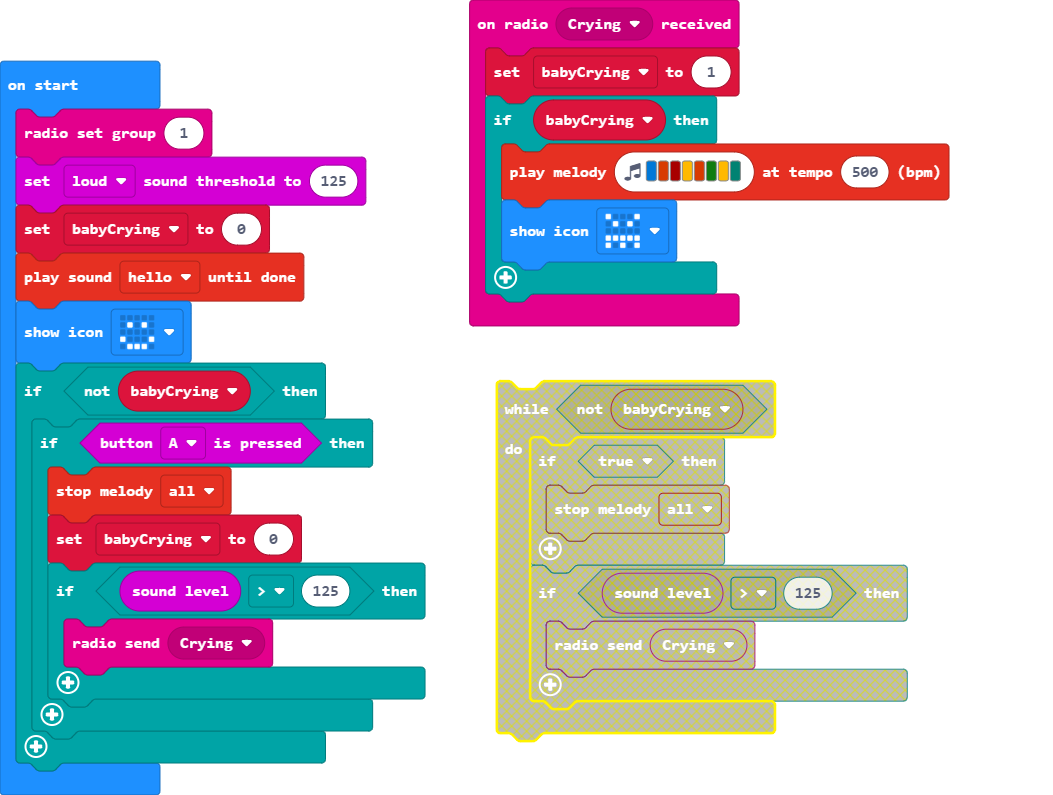 on start
radio set group 1
set loud sound threshold to 125
set babyCrying to 0
play sound hello until done
show icon
if not babyCrying then
if button A is pressed then
stop melody all
set babyCrying to 0
if sound level > 125 then
radio send Crying
on radio Crying received
set babyCrying to 1
if babyCrying then
play melody at tempo 500 (bpm)
show icon
while not babyCrying
do
if true then
stop melody all
if sound level > 125 then
radio send Crying